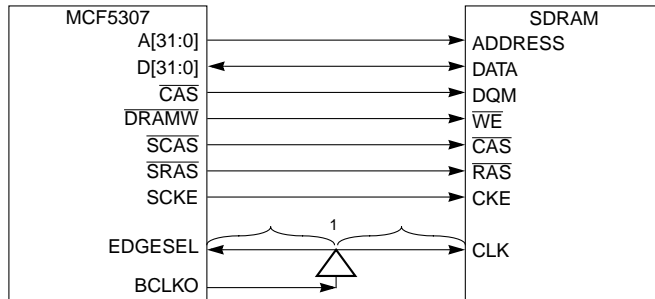 MCF5307 SDRAM
A[31:0] ADDRESS
D[31:0] DATA
CAS DQM
DRAMW WE
SCAS CAS
SRAS RAS
SCKE CKE
1
EDGESEL CLK
BCLKO